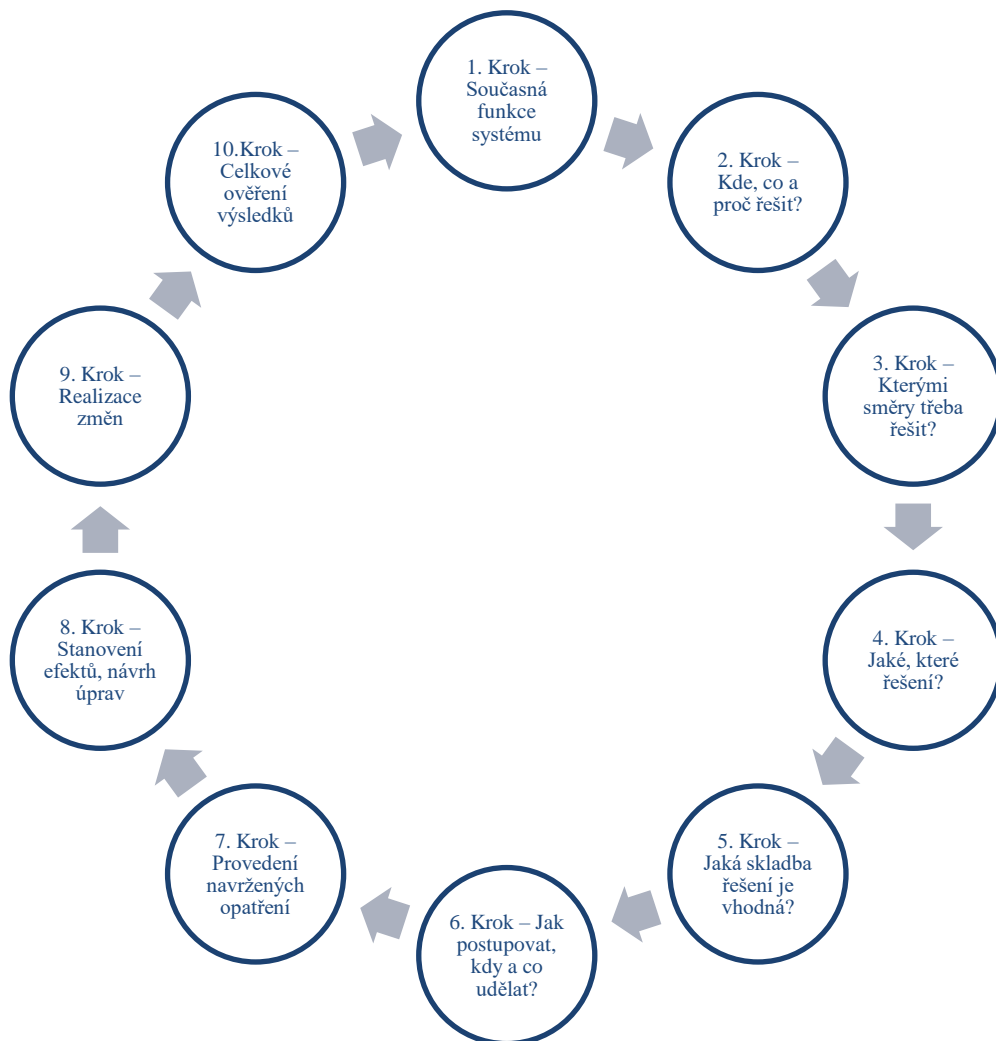 1. Krok –
Současná
funkce
systému
2. Krok –
Kde, co a
proč řešit?
3. Krok –
Kterými
směry třeba
řešit?
4. Krok –
Jaké, které
řešení?
5. Krok –
Jaká skladba
řešení je
vhodná?
6. Krok – Jak
postupovat,
kdy a co
udělat?
7. Krok –
Provedení
navržených
opatření
8. Krok –
Stanovení
efektů, návrh
úprav
9. Krok –
Realizace
změn
10.Krok –
Celkové
ověření
výsledků